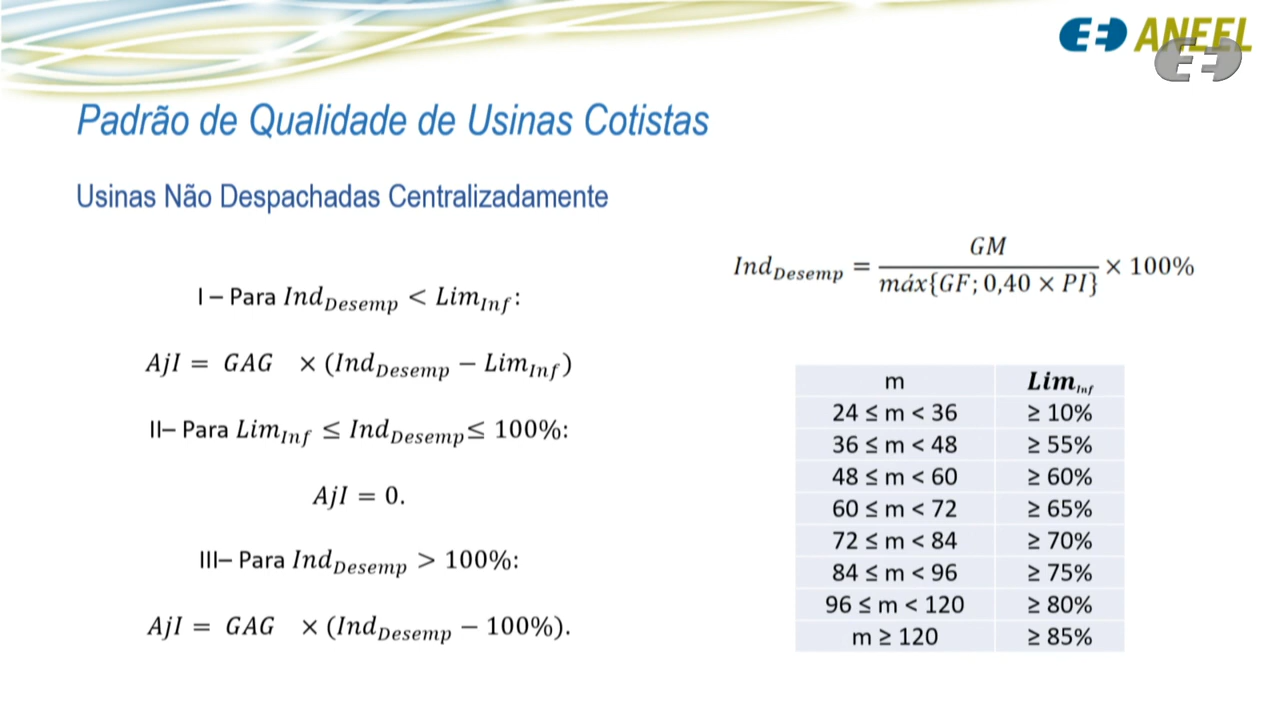 ANEEL
Padrão de Qualidade de Usinas Cotistas
Usinas Não Despachadas Centralizadamente
I – Para Ind_Desemp < Lim_Inf:
AjI = GAG × (Ind_Desemp − Lim_Inf)
II– Para Lim_Inf ≤ Ind_Desemp ≤ 100%:
AjI = 0.
III– Para Ind_Desemp > 100%:
AjI = GAG × (Ind_Desemp − 100%).
Ind_Desemp = GM / máx{GF; 0,40 × PI} × 100%
m Lim_Inf
24 ≤ m < 36 ≥ 10%
36 ≤ m < 48 ≥ 55%
48 ≤ m < 60 ≥ 60%
60 ≤ m < 72 ≥ 65%
72 ≤ m < 84 ≥ 70%
84 ≤ m < 96 ≥ 75%
96 ≤ m < 120 ≥ 80%
m ≥ 120 ≥ 85%